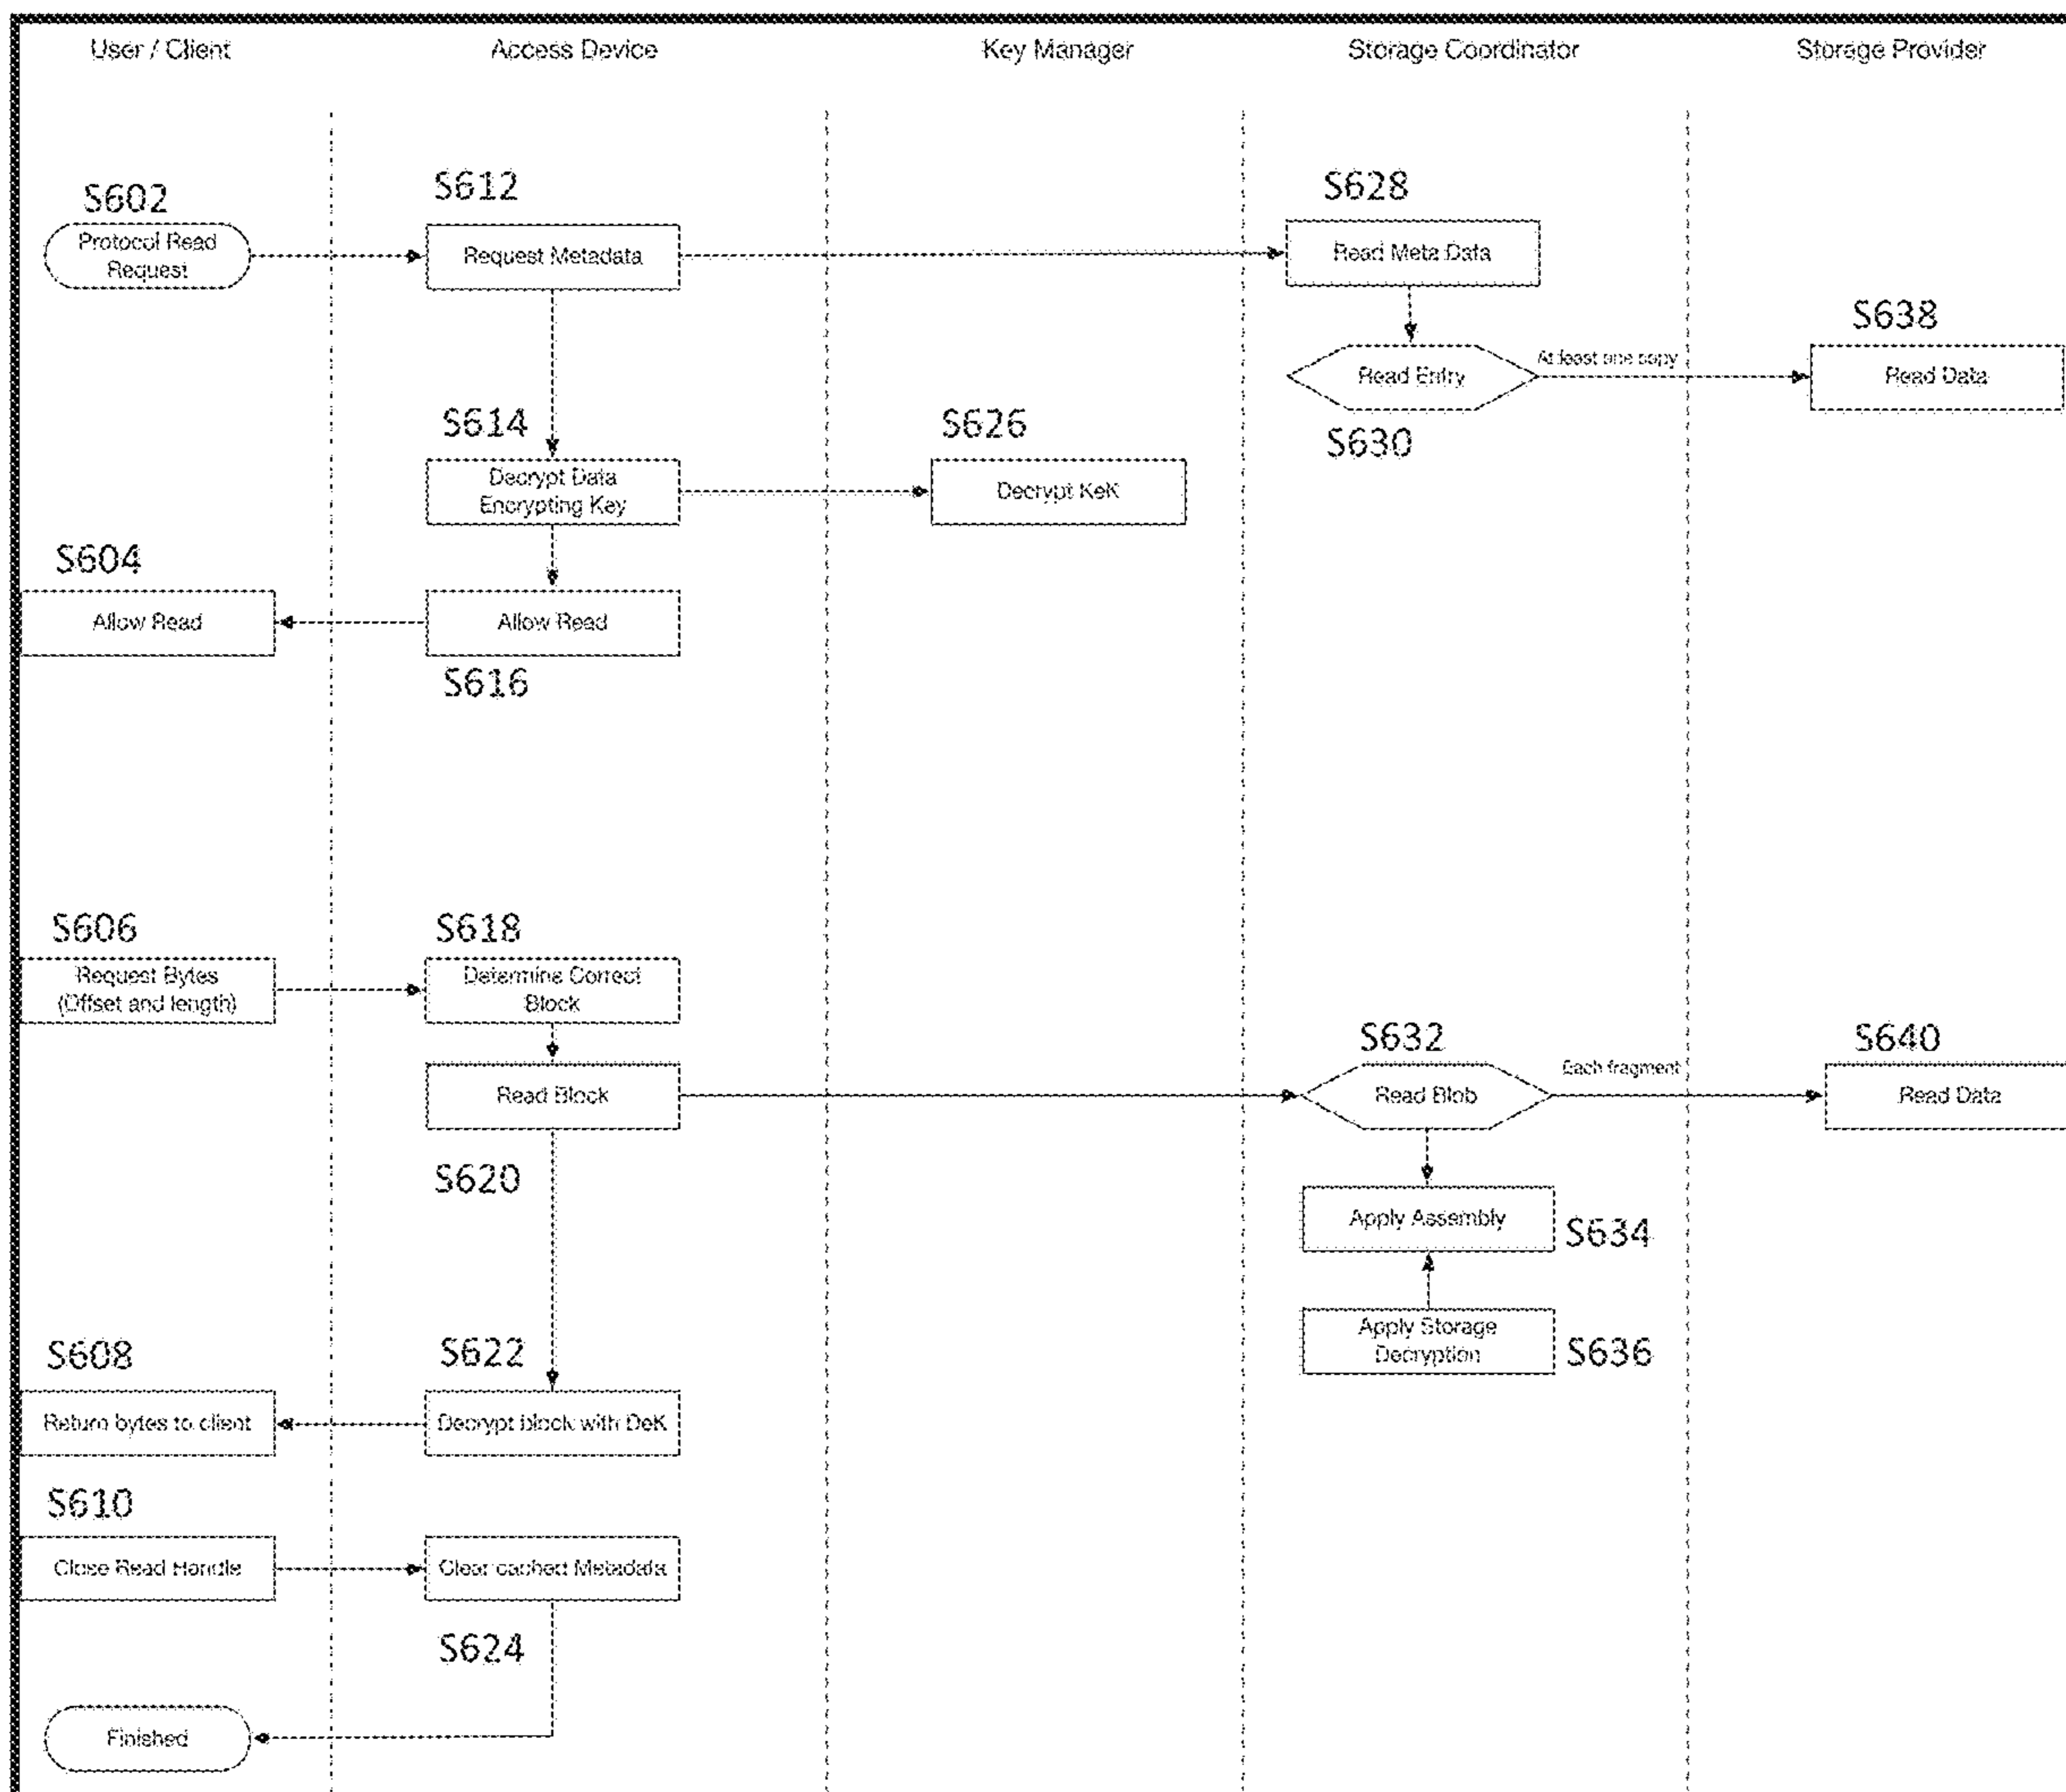 User / Client
Access Device
Key Manager
Storage Coordinator
Storage Provider
S602
Protocol Read
Request
S612
Request Metadata
S628
Read Meta Data
S638
Read Entry
At least one copy
Read Data
S630
S614
Decrypt Data
Encrypting Key
S626
Decrypt KeK
S604
Allow Read
Allow Read
S616
S606
Request Bytes
(Offset and length)
S618
Determine Correct
Block
S632
Read Block
Read Blob
Each fragment
S640
Read Data
S620
Apply Assembly
S634
Apply Storage
Decryption
S636
S608
Return bytes to client
S622
Decrypt block with DeK
S610
Close Read Handle
Clear cached Metadata
S624
Finished